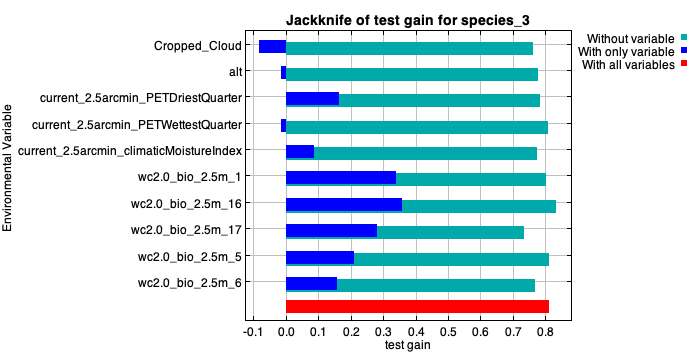 Jackknife of test gain for species_3
Without variable
With only variable
With all variables
Environmental Variable
Cropped_Cloud
alt
current_2.5arcmin_PETDriestQuarter
current_2.5arcmin_PETWettestQuarter
current_2.5arcmin_climaticMoistureIndex
wc2.0_bio_2.5m_1
wc2.0_bio_2.5m_16
wc2.0_bio_2.5m_17
wc2.0_bio_2.5m_5
wc2.0_bio_2.5m_6
-0.1 0.0 0.1 0.2 0.3 0.4 0.5 0.6 0.7 0.8
test gain